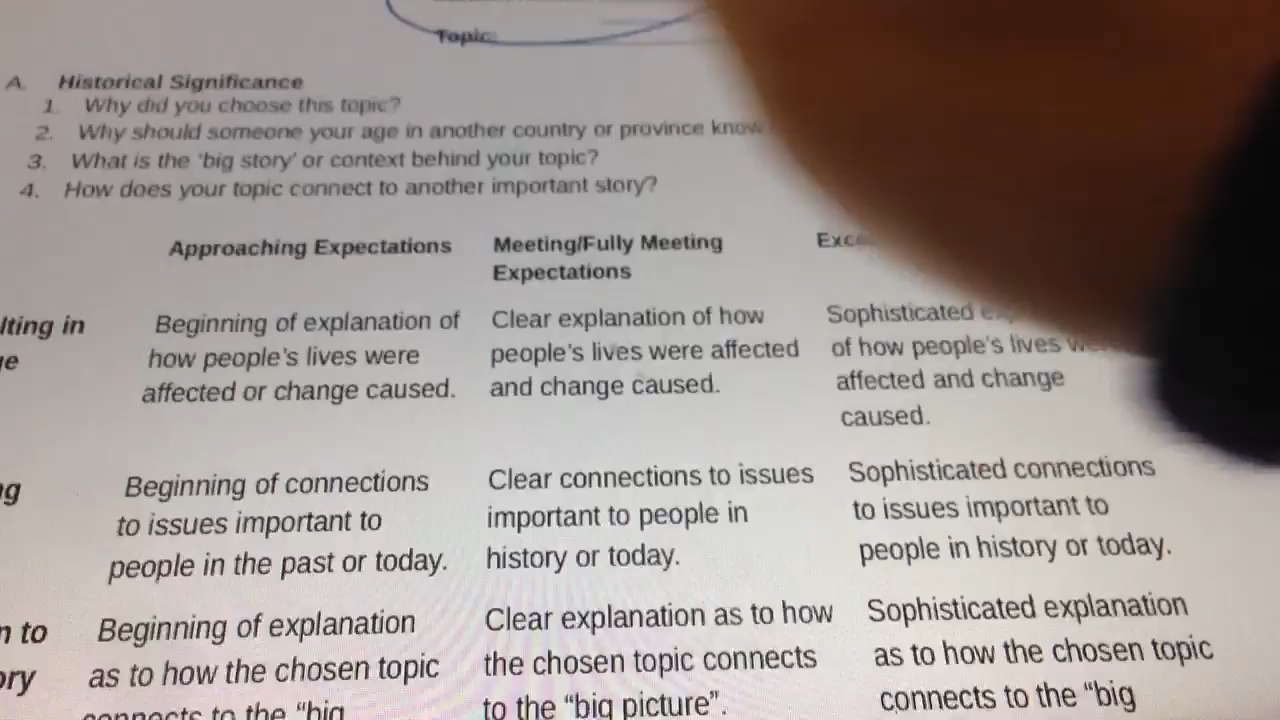 Topic:
A. Historical Significance
1. Why did you choose this topic?
2. Why should someone your age in another country or province know
3. What is the 'big story' or context behind your topic?
4. How does your topic connect to another important story?
Approaching Expectations
Meeting/Fully Meeting
Expectations
lting in
ge
Beginning of explanation of
how people's lives were
affected or change caused.
Clear explanation of how
people's lives were affected
and change caused.
Sophisticated
of how people's lives
affected and change
caused.
Beginning of connections
to issues important to
people in the past or today.
Clear connections to issues
important to people in
history or today.
Sophisticated connections
to issues important to
people in history or today.
n to
ory
Beginning of explanation
as to how the chosen topic
connects to the "big
Clear explanation as to how
the chosen topic connects
to the "big picture".
Sophisticated explanation
as to how the chosen topic
connects to the "big